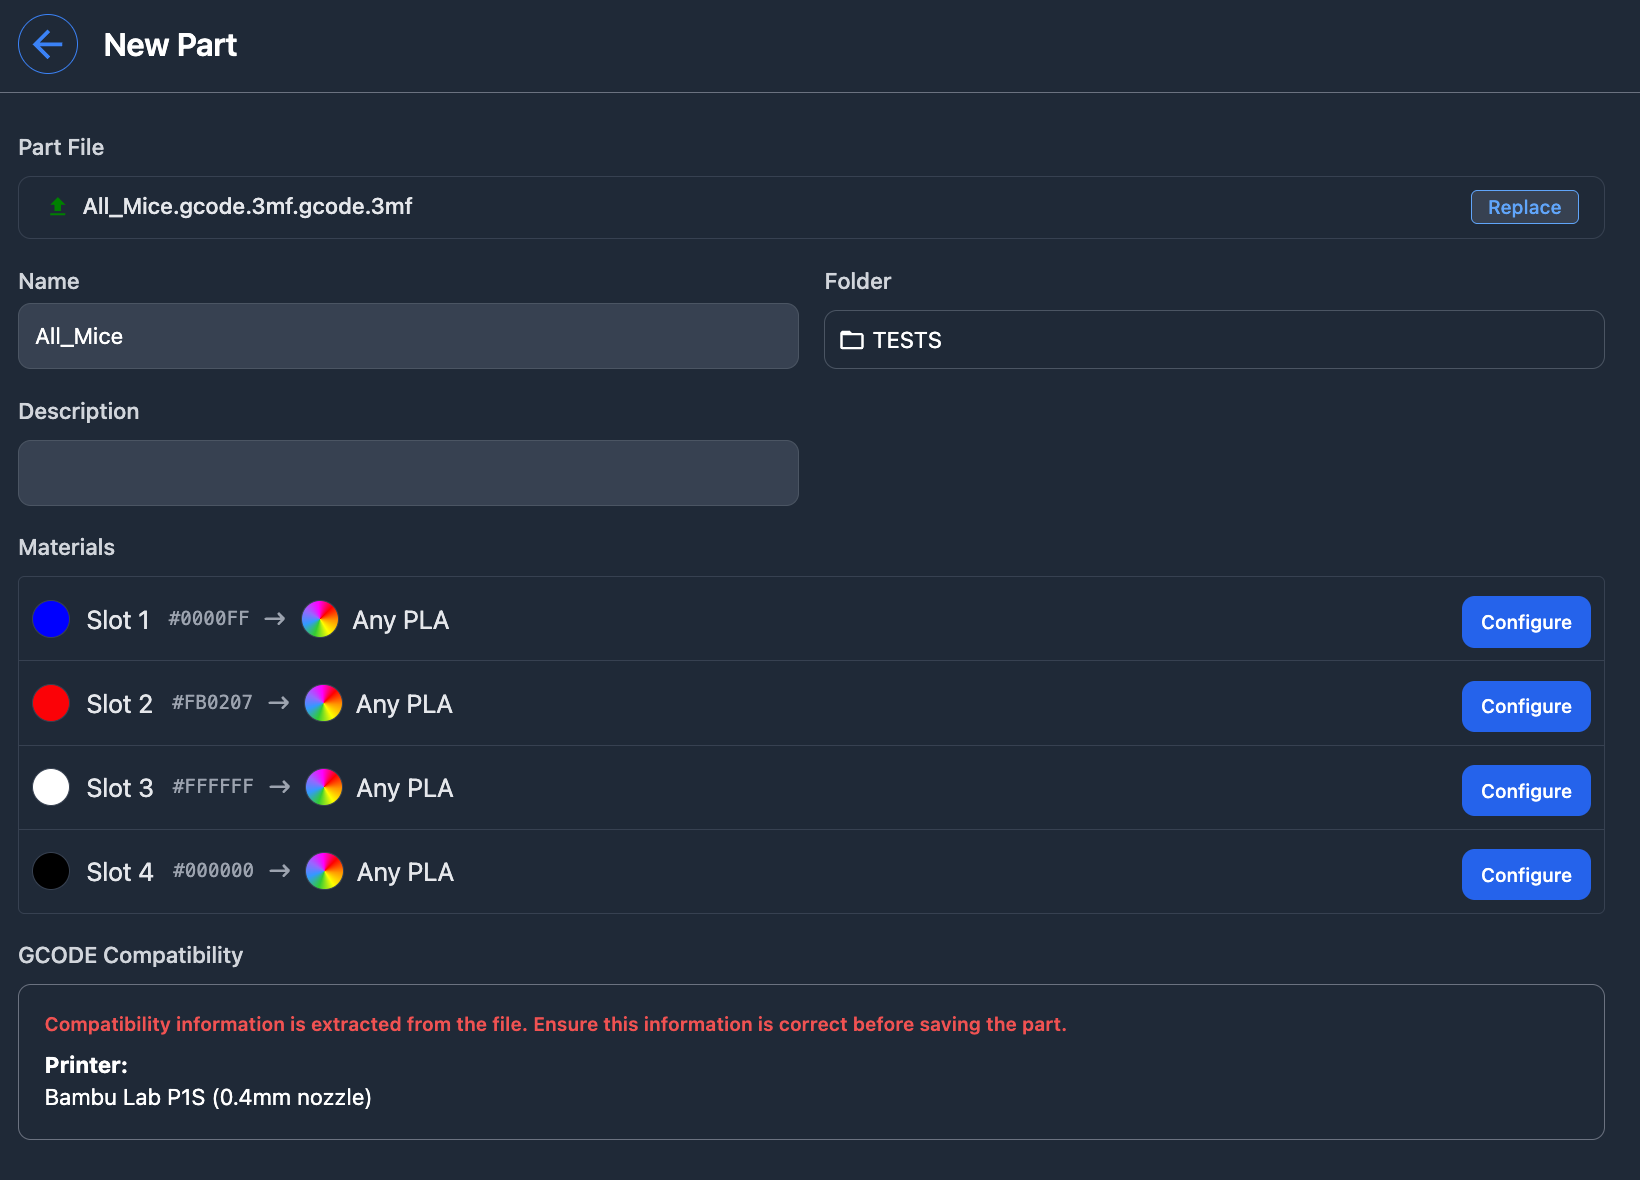 New Part
Part File
All_Mice.gcode.3mf.gcode.3mf
Replace
Name
Folder
All_Mice
TESTS
Description
Materials
Slot 1 #0000FF → Any PLA
Configure
Slot 2 #FB0207 → Any PLA
Configure
Slot 3 #FFFFFF → Any PLA
Configure
Slot 4 #000000 → Any PLA
Configure
GCODE Compatibility
Compatibility information is extracted from the file. Ensure this information is correct before saving the part.
Printer:
Bambu Lab P1S (0.4mm nozzle)